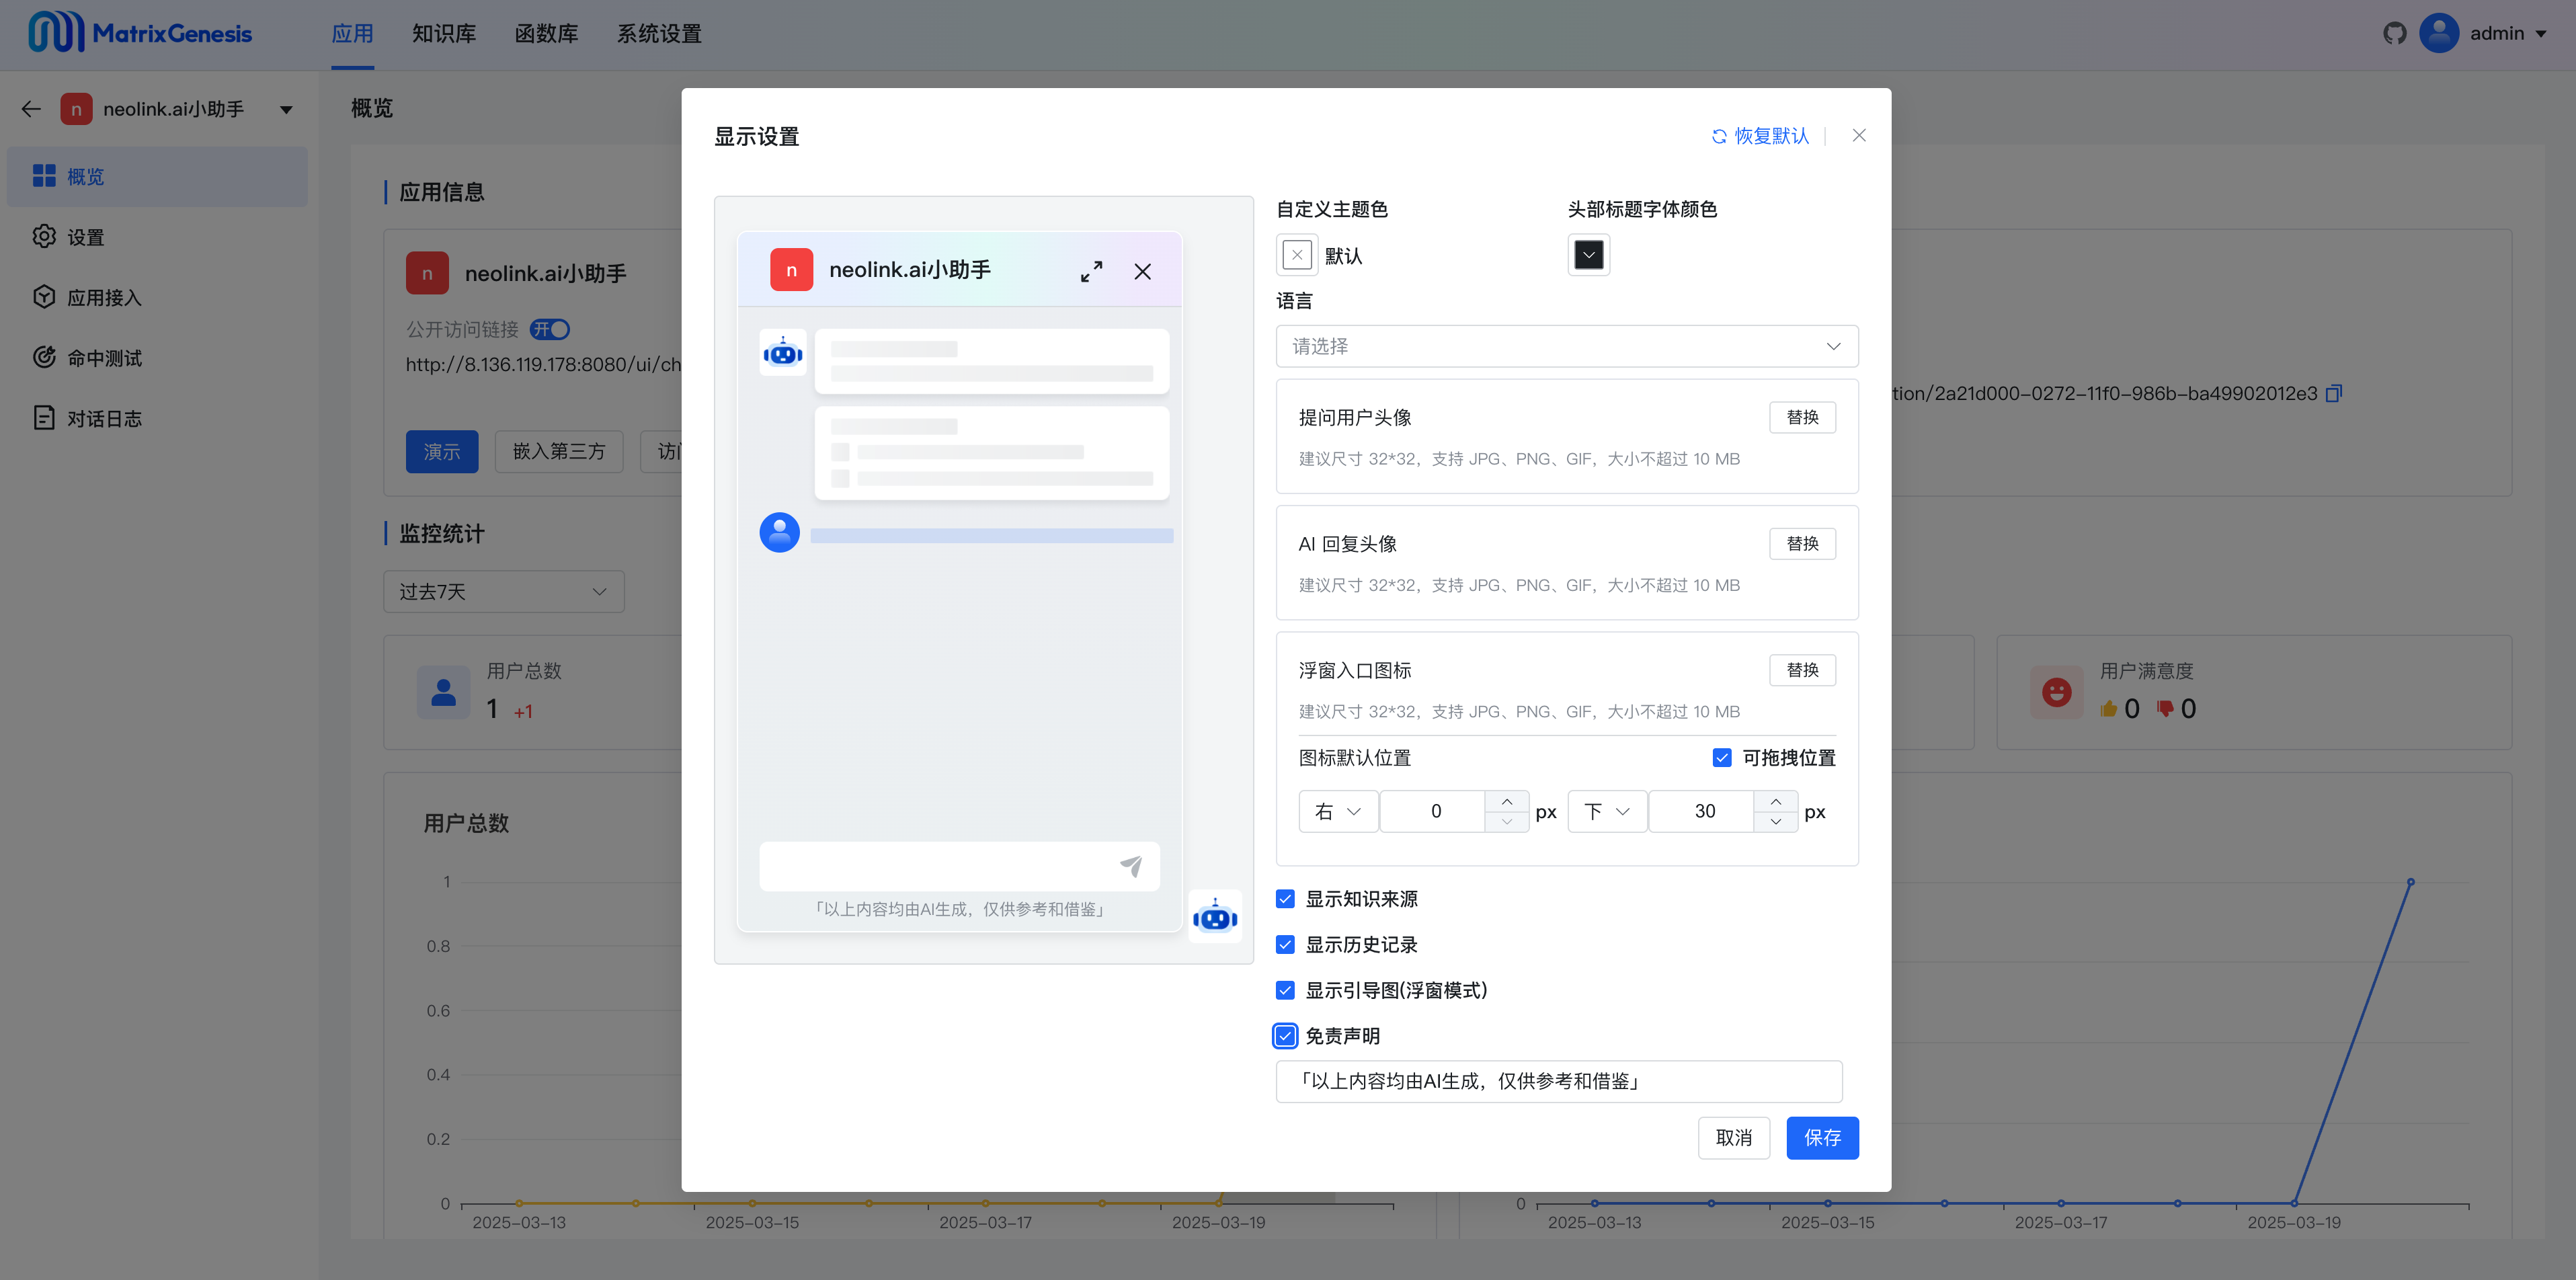 MatrixGenesis
应用
知识库
函数库
系统设置
admin
n
neolink.ai小助手
概览
设置
应用接入
命中测试
对话日志
概览
应用信息
n
neolink.ai小助手
公开访问链接 开
http://8.136.119.178:8080/ui/ch
演示
嵌入第三方
访
tion/2a21d000-0272-11f0-986b-ba49902012e3
监控统计
过去7天
用户总数
1 +1
用户满意度
0 0
用户总数
1
0.8
0.6
0.4
0.2
0
2025-03-13
2025-03-15
2025-03-17
2025-03-19
0
2025-03-13
2025-03-15
2025-03-17
2025-03-19
显示设置
恢复默认
n
neolink.ai小助手
「以上内容均由AI生成，仅供参考和借鉴」
自定义主题色
头部标题字体颜色
默认
语言
请选择
提问用户头像
替换
建议尺寸 32*32，支持 JPG、PNG、GIF，大小不超过 10 MB
AI 回复头像
替换
建议尺寸 32*32，支持 JPG、PNG、GIF，大小不超过 10 MB
浮窗入口图标
替换
建议尺寸 32*32，支持 JPG、PNG、GIF，大小不超过 10 MB
图标默认位置
可拖拽位置
右 0 px 下 30 px
显示知识来源
显示历史记录
显示引导图(浮窗模式)
免责声明
「以上内容均由AI生成，仅供参考和借鉴」
取消
保存